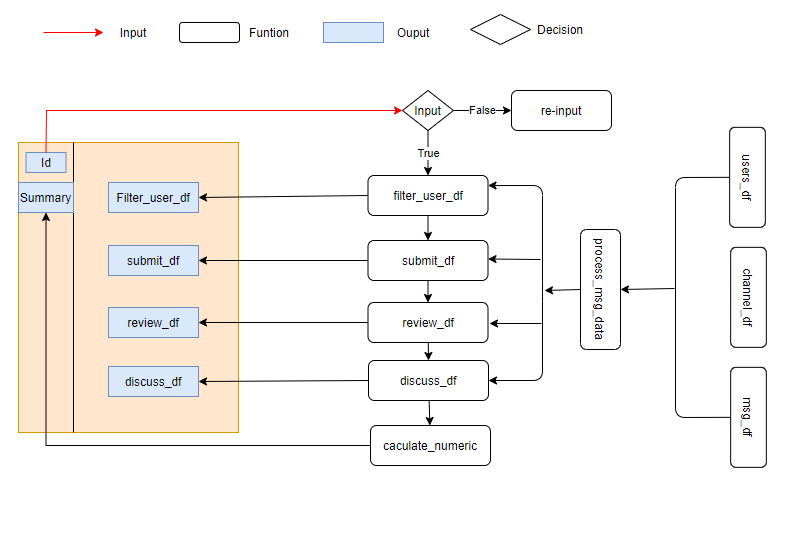 Input
Funtion
Ouput
Decision
Input
False
re-input
True
Id
Summary
Filter_user_df
filter_user_df
submit_df
submit_df
review_df
review_df
discuss_df
discuss_df
caculate_numeric
process_msg_data
users_df
channel_df
msg_df